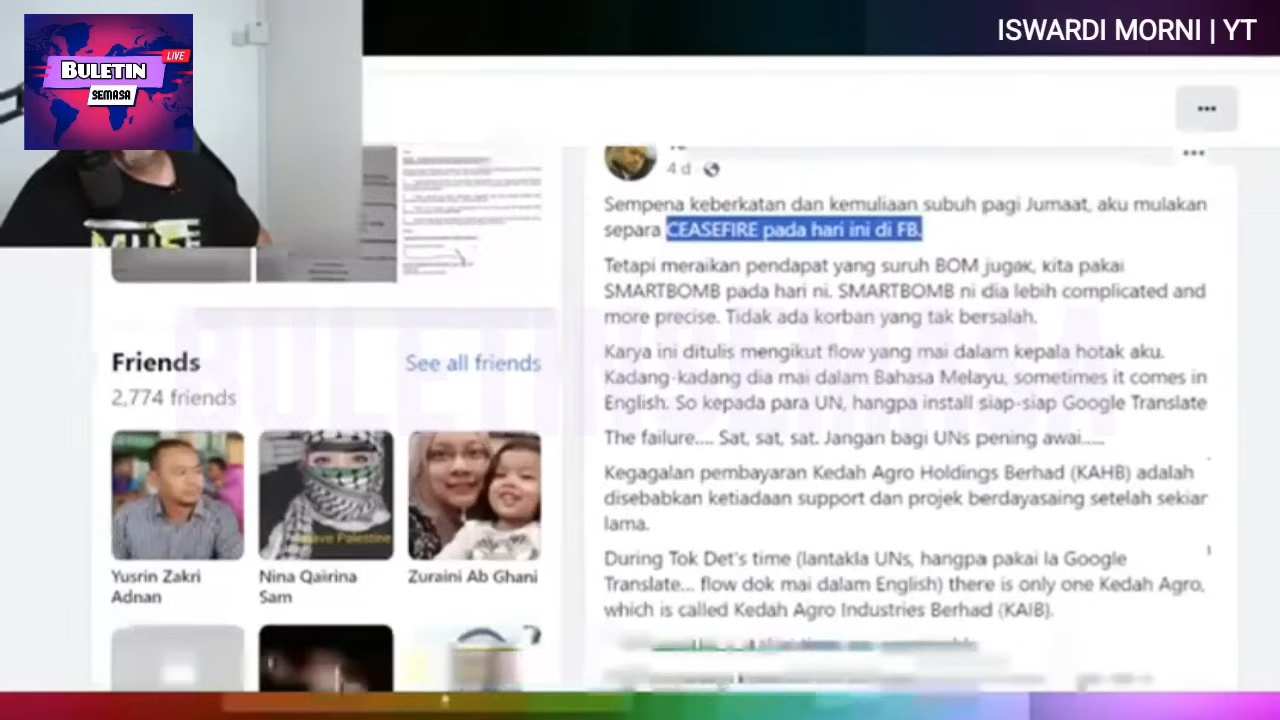 ISWARDI MORNI | YT
LIVE
BULETIN
SEMASA
4 d
Sempena keberkatan dan kemuliaan subuh pagi Jumaat, aku mulakan
separa CEASEFIRE pada hari ini di FB.
Tetapi meraikan pendapat yang suruh BOM jugak, kita pakai
SMARTBOMB pada hari ni. SMARTBOMB ni dia lebih complicated and
more precise. Tidak ada korban yang tak bersalah.
Karya ini ditulis mengikut flow yang mai dalam kepala hotak aku.
Kadang-kadang dia mai dalam Bahasa Melayu, sometimes it comes in
English. So kepada para UN, hangpa install siap-siap Google Translate
The failure.... Sat, sat, sat. Jangan bagi UNs pening awai.....
Kegagalan pembayaran Kedah Agro Holdings Berhad (KAHB) adalah
disebabkan ketiadaan support dan projek berdayasaing setelah sekian
lama.
During Tok Det's time (lantakla UNs, hangpa pakai la Google
Translate... flow dok mai dalam English) there is only one Kedah Agro,
which is called Kedah Agro Industries Berhad (KAIB).
Friends
See all friends
2,774 friends
Yusrin Zakri
Adnan
Nina Qairina
Sam
Zuraini Ab Ghani